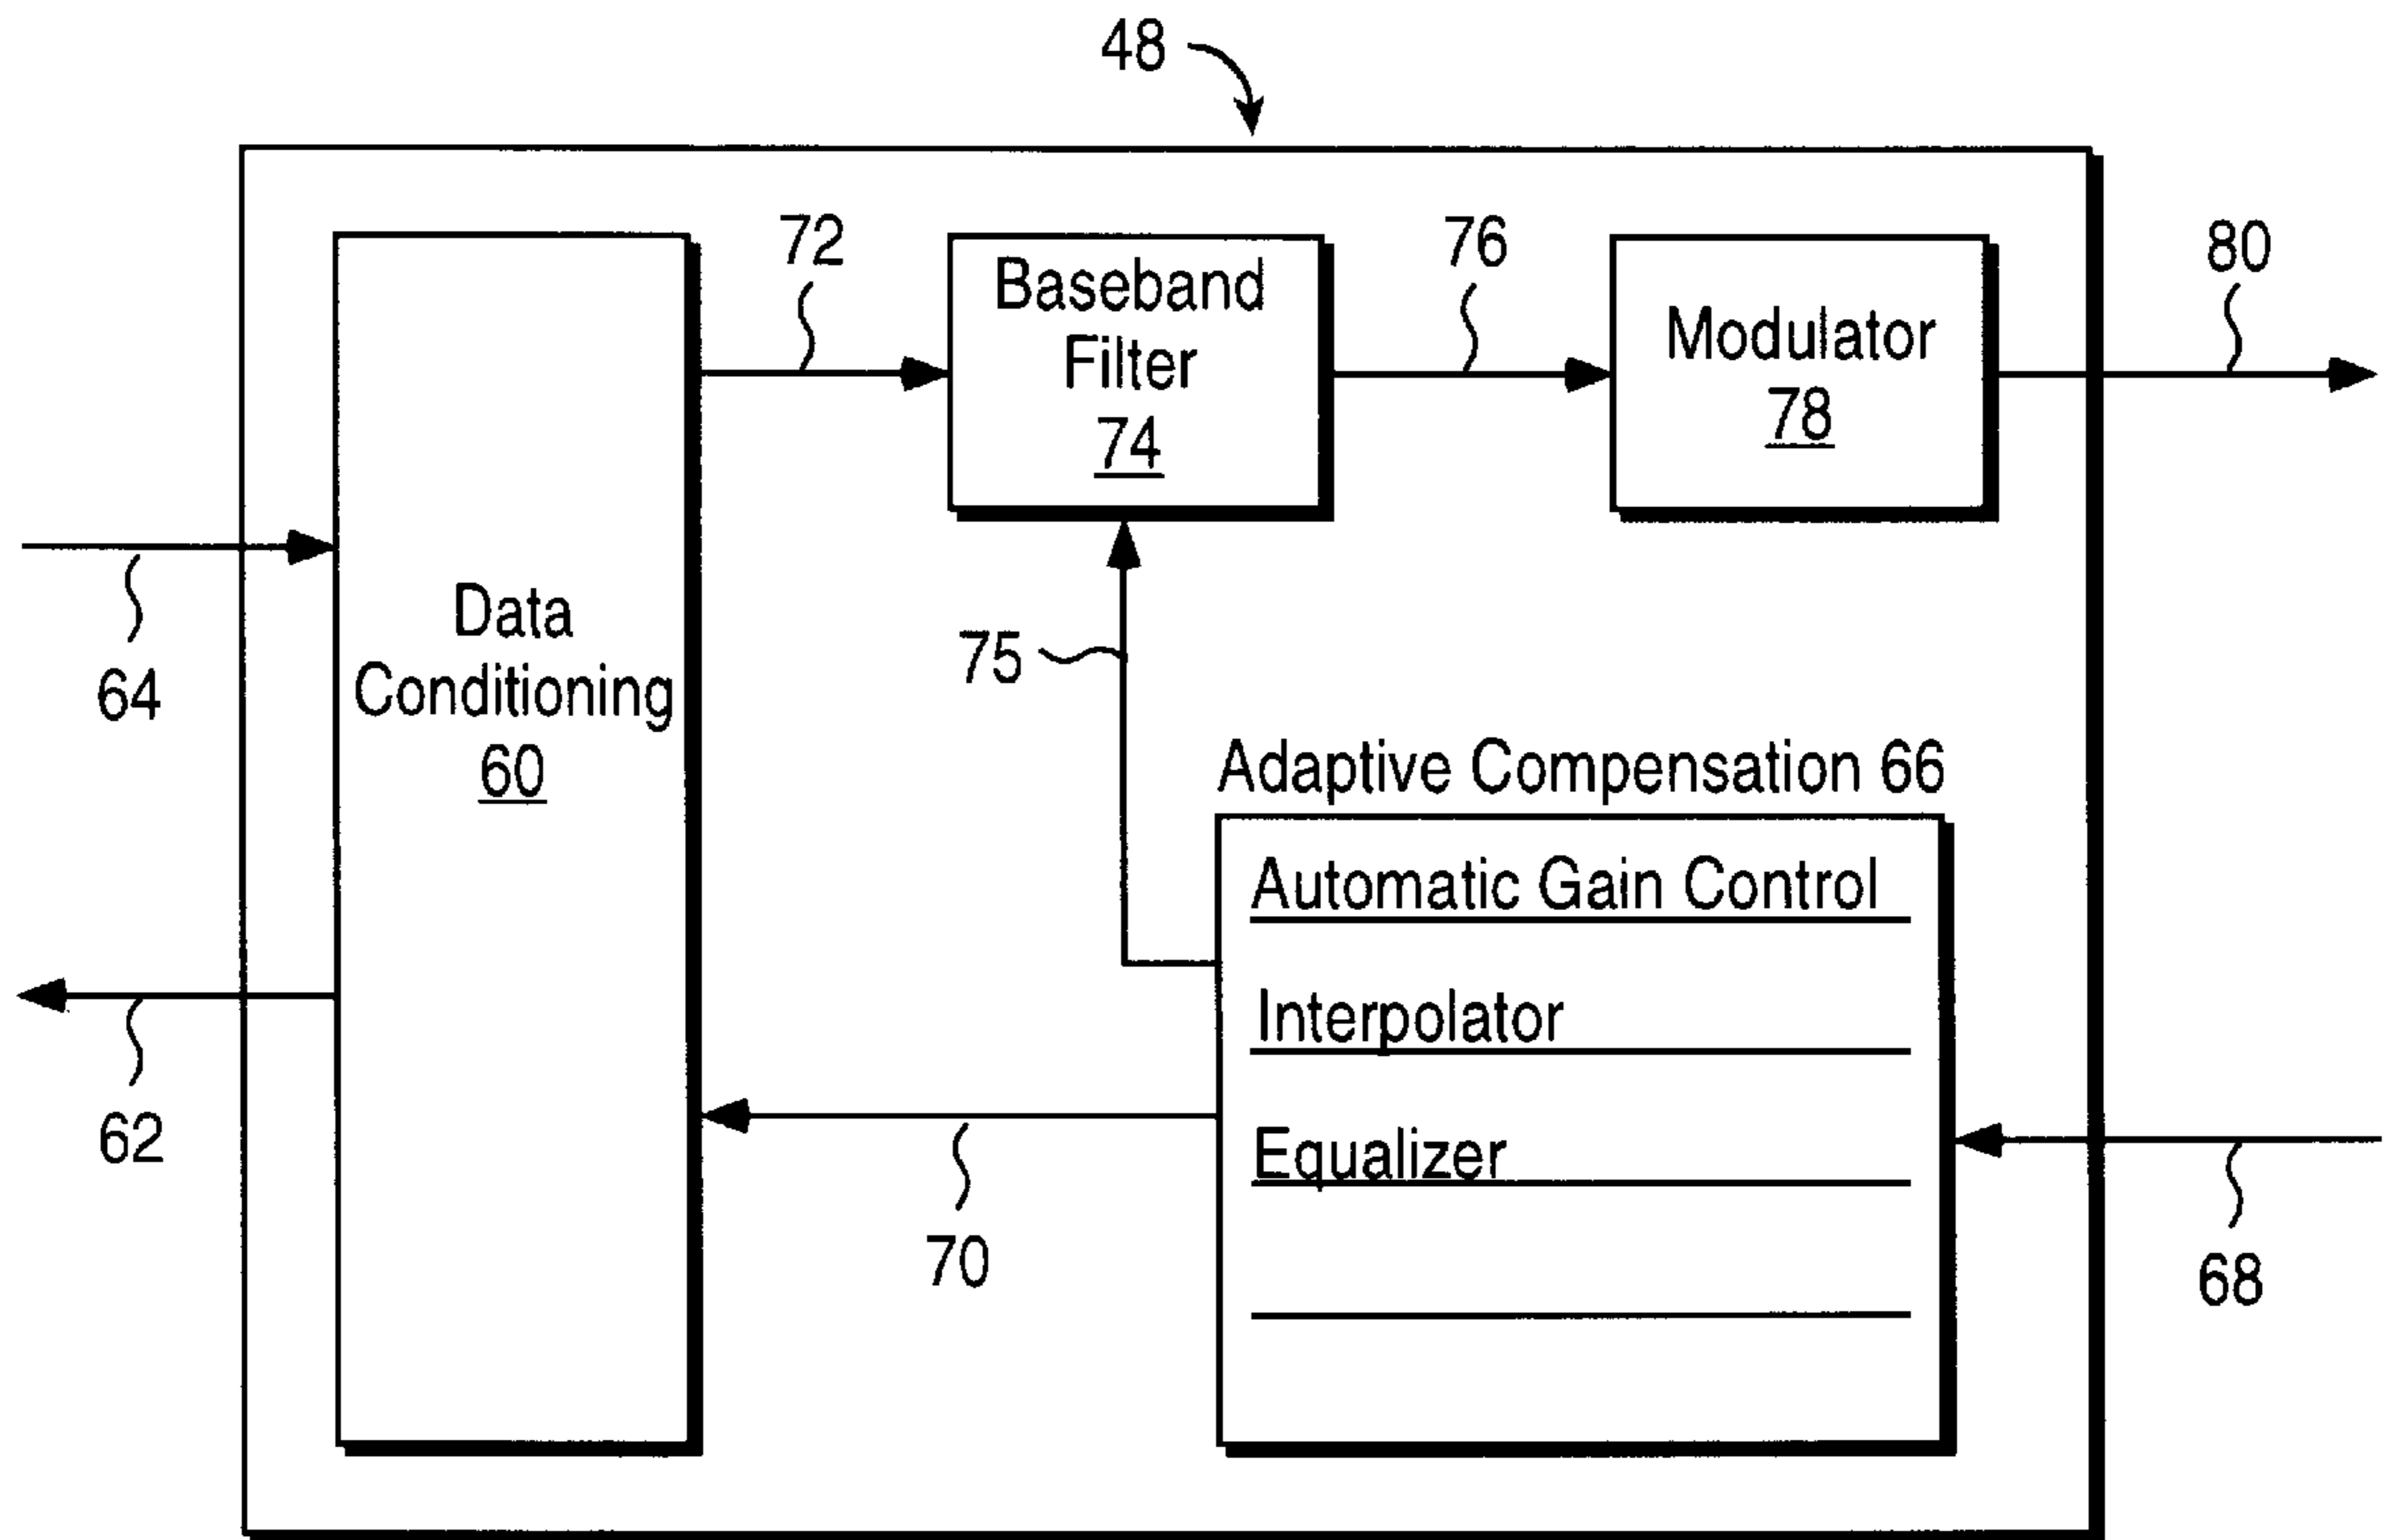 48
72
76
80
Baseband
Filter
74
Modulator
78
64
Data
Conditioning
60
75
Adaptive Compensation 66
Automatic Gain Control
Interpolator
Equalizer
62
70
68